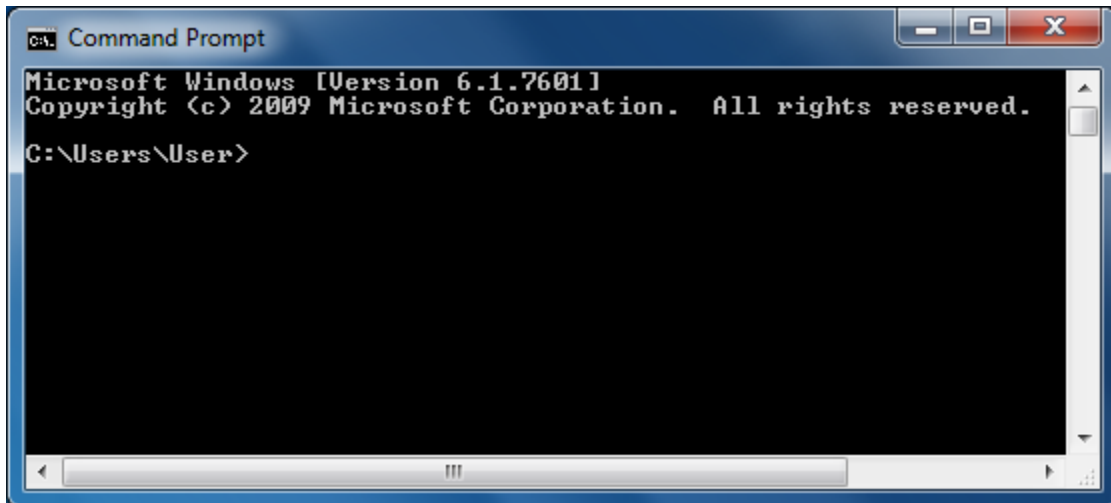 Command Prompt
Microsoft Windows [Version 6.1.7601]
Copyright (c) 2009 Microsoft Corporation.  All rights reserved.
C:\Users\User>